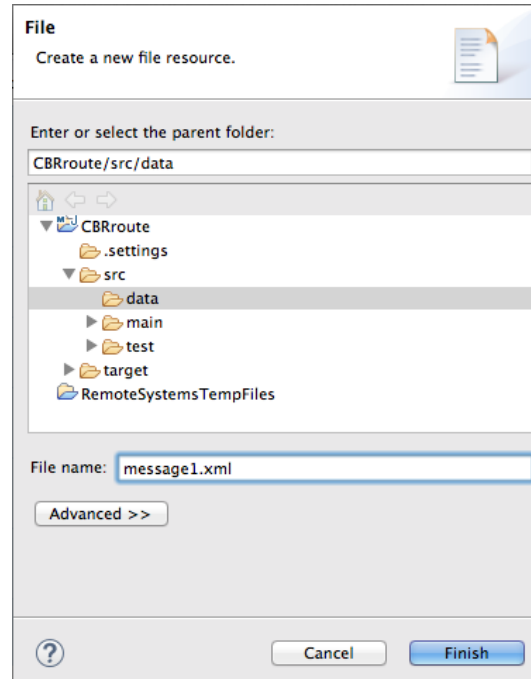 File
Create a new file resource.
Enter or select the parent folder:
CBRroute/src/data
CBRroute
.settings
src
data
main
test
target
RemoteSystemsTempFiles
File name: message1.xml
Advanced >>
? Cancel Finish